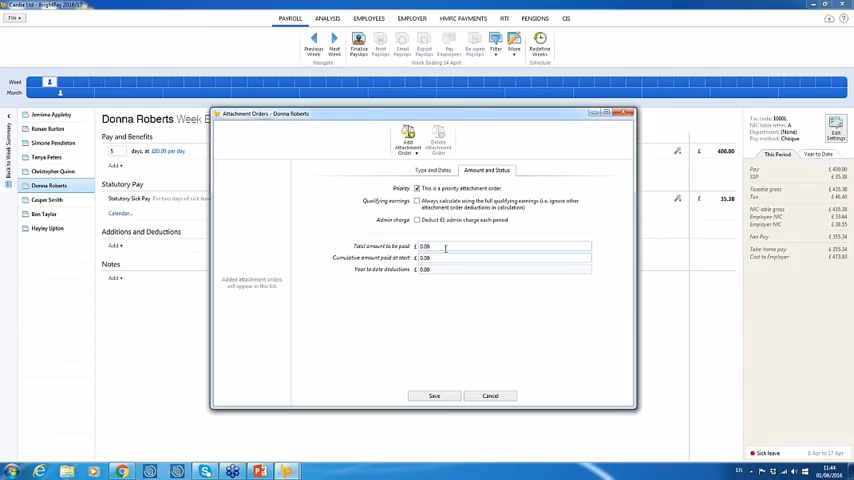 Cardia Ltd - BrightPay 2016/17
File
PAYROLL
ANALYSIS
EMPLOYEES
EMPLOYER
HMRC PAYMENTS
RTI
PENSIONS
CIS
Previous Week
Next Week
Finalise Payslips
Print Payslips
Email Payslips
Export Payslips
Pay Employees
Re-open Payslips
Filter
More
Redefine Weeks
Navigate
Week Ending 14 April
Schedule
Week
Month
Back to Week Summary
Jemima Appleby
Ronan Burton
Simone Pendleton
Tanya Peters
Christopher Quinn
Donna Roberts
Casper Smith
Ben Taylor
Hayley Upton
Donna Roberts Week E
Pay and Benefits
5 days, at £80.00 per day
Add
Statutory Pay
Statutory Sick Pay For two days of sick
Calendar...
Additions and Deductions
Add
Notes
Add
£ 400.00
£ 35.38
Attachment Orders - Donna Roberts
Add Attachment Order
Delete Attachment Order
Type and Dates
Amount and Status
Priority This is a priority attachment order
Qualifying earnings Always calculate using the full qualifying earnings (i.e. ignore other
attachment order deductions in calculation)
Admin charge Deduct £1 admin charge each period
Total amount to be paid £ 0.00
Cumulative amount paid at start £ 0.00
Year to date deductions £ 0.00
Added attachment orders
will appear in this list.
Save
Cancel
Tax code: 1060L
NIC table letter: A
Department: (None)
Pay method: Cheque
Edit Settings
This Period
Year to Date
Pay £ 400.00
SSP £ 35.38
Taxable gross £ 435.38
Tax £ 46.40
NIC-able gross £ 435.38
Employee NIC £ 33.64
Employer NIC £ 38.55
Net Pay £ 355.34
Take-home pay £ 355.34
Cost to Employer £ 473.93
Sick leave
8 Apr to 17 Apr
EN
11:44
01/06/2016